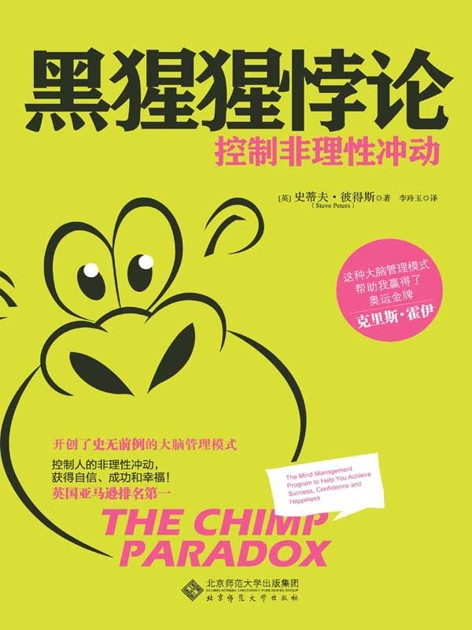 黑猩猩悖论
控制非理性冲动
[英] 史蒂夫·彼得斯◎著 李玲玉◎译
(Steve Peters)
这种大脑管理模式
帮助我赢得了
奥运金牌
克里斯·霍伊
开创了史无前例的大脑管理模式
控制人的非理性冲动，
获得自信、成功和幸福！
英国亚马逊排名第一
The Mind Management
Program to Help You Achieve
Success, Confidence and
Happiness
THE CHIMP
PARADOX
北京师范大学出版集团
BEIJING NORMAL UNIVERSITY PUBLISHING GROUP
北京师范大学出版社